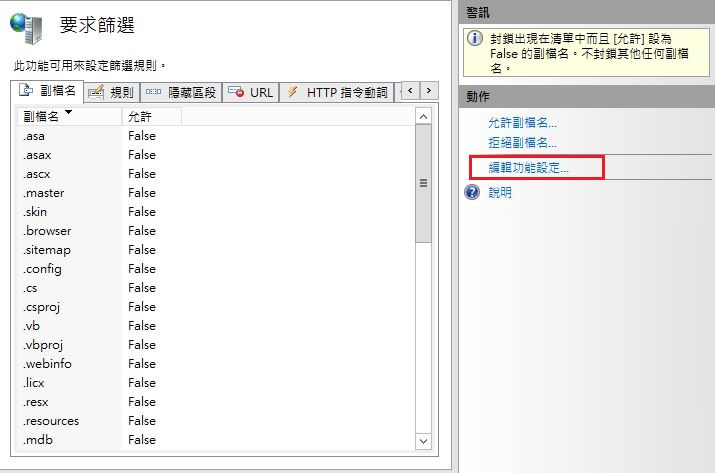 要求篩選
此功能可用來設定篩選規則。
副檔名 規則 隱藏區段 URL HTTP 指令動詞
副檔名 允許
.asa False
.asax False
.ascx False
.master False
.skin False
.browser False
.sitemap False
.config False
.cs False
.csproj False
.vb False
.vbproj False
.webinfo False
.licx False
.resx False
.resources False
.mdb False
警訊
封鎖出現在清單中而且 [允許] 設為
False 的副檔名。不封鎖其他任何副檔
名。
動作
允許副檔名...
拒絕副檔名...
編輯功能設定...
說明